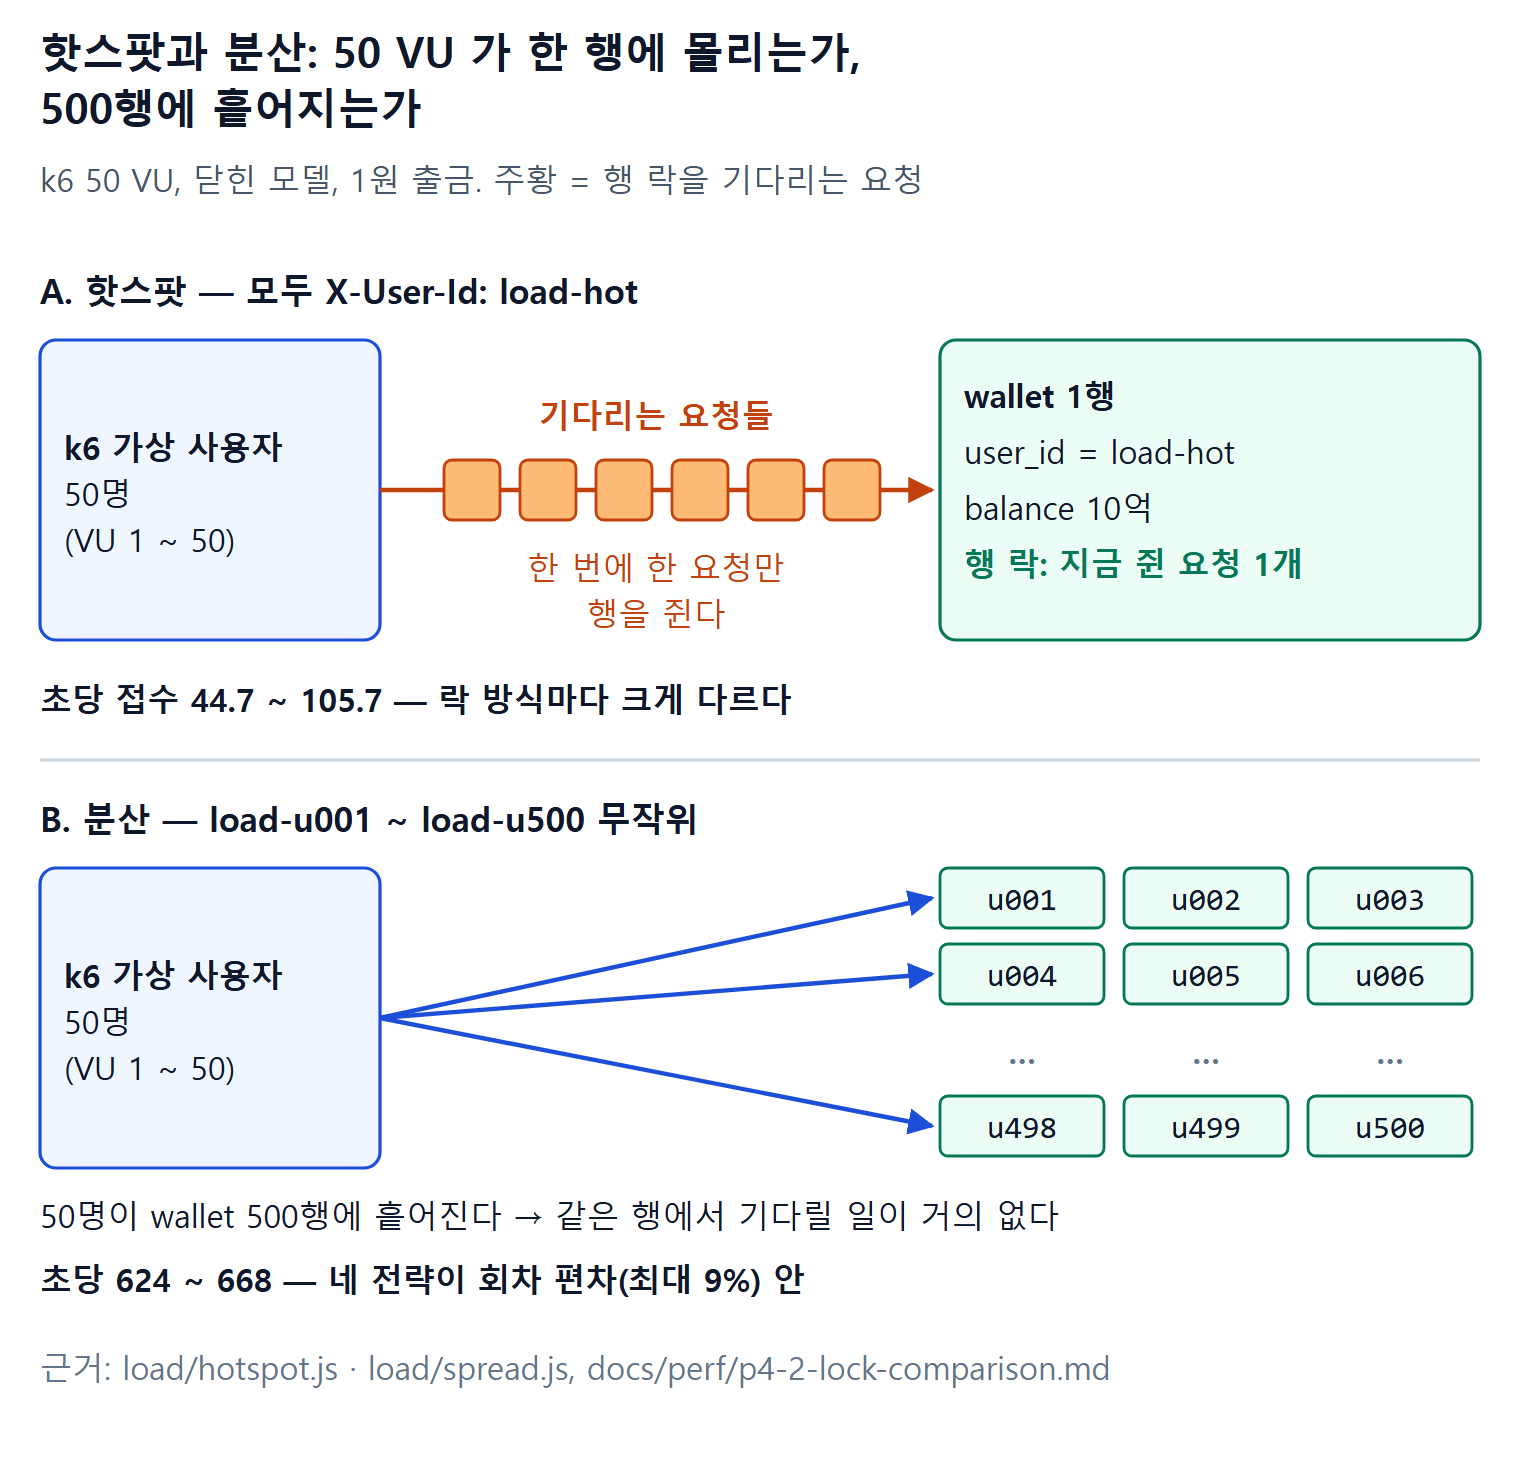 핫스팟과 분산: 50 VU 가 한 행에 몰리는가,
500행에 흩어지는가
k6 50 VU, 닫힌 모델, 1원 출금. 주황 = 행 락을 기다리는 요청
A. 핫스팟 — 모두 X-User-Id: load-hot
k6 가상 사용자
50명
(VU 1 ~ 50)
기다리는 요청들
한 번에 한 요청만
행을 쥔다
wallet 1행
user_id = load-hot
balance 10억
행 락: 지금 쥔 요청 1개
초당 접수 44.7 ~ 105.7 — 락 방식마다 크게 다르다
B. 분산 — load-u001 ~ load-u500 무작위
k6 가상 사용자
50명
(VU 1 ~ 50)
u001 u002 u003
u004 u005 u006
... ... ...
u498 u499 u500
50명이 wallet 500행에 흩어진다 → 같은 행에서 기다릴 일이 거의 없다
초당 624 ~ 668 — 네 전략이 회차 편차(최대 9%) 안
근거: load/hotspot.js · load/spread.js, docs/perf/p4-2-lock-comparison.md